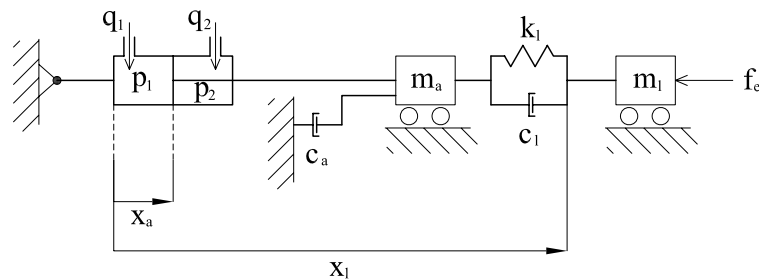 q₁ q₂
k₁
p₁ p₂ mₐ m₁ fₑ
cₐ c₁
xₐ
x₁